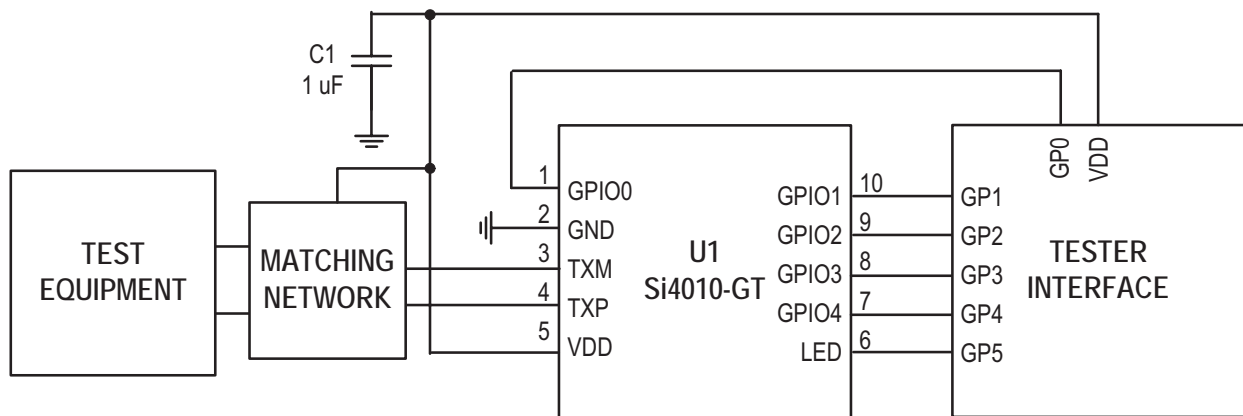 C1
1 uF
GP0
VDD
TEST
EQUIPMENT
MATCHING
NETWORK
1
2
3
4
5
GPIO0
GND
TXM
TXP
VDD
U1
Si4010-GT
GPIO1
GPIO2
GPIO3
GPIO4
LED
10
9
8
7
6
GP1
GP2
GP3
GP4
GP5
TESTER
INTERFACE